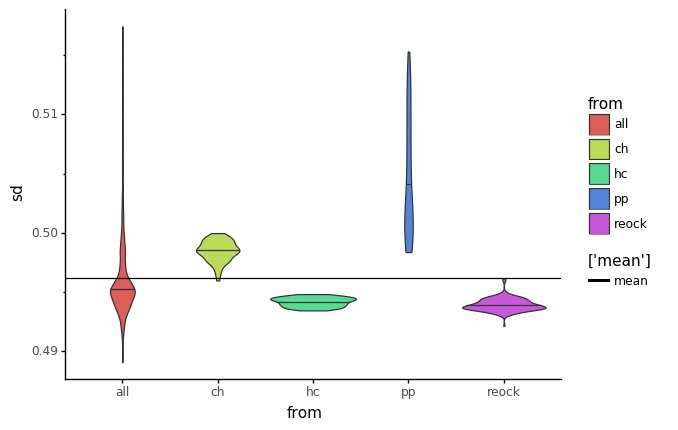 sd
0.51
0.50
0.49
all
ch
hc
pp
reock
from
from
all
ch
hc
pp
reock
['mean']
mean